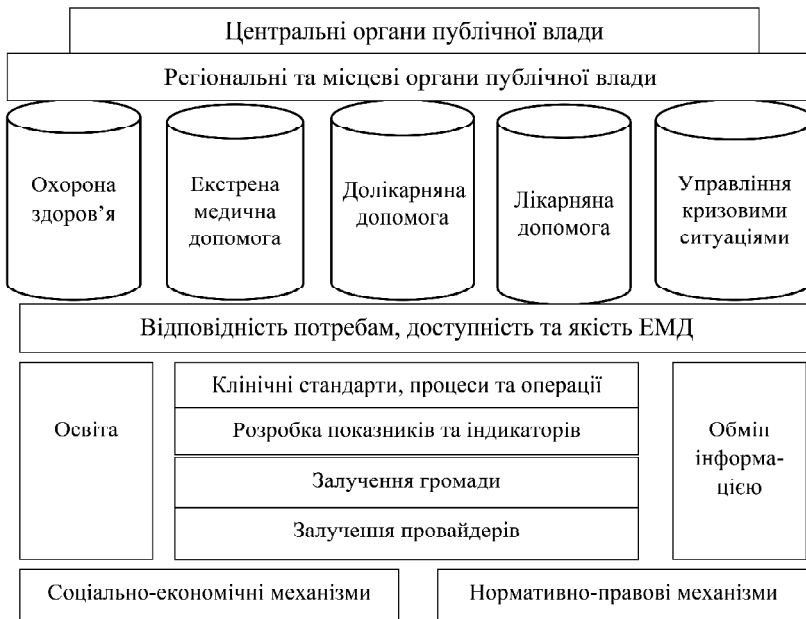 Центральні органи публічної влади
Регіональні та місцеві органи публічної влади
Охорона
здоров’я
Екстрена
медична
допомога
Долікарняна
допомога
Лікарняна
допомога
Управління
кризовими
ситуаціями
Відповідність потребам, доступність та якість ЕМД
Освіта
Клінічні стандарти, процеси та операції
Розробка показників та індикаторів
Залучення громади
Залучення провайдерів
Обмін
інформа-
цією
Соціально-економічні механізми
Нормативно-правові механізми